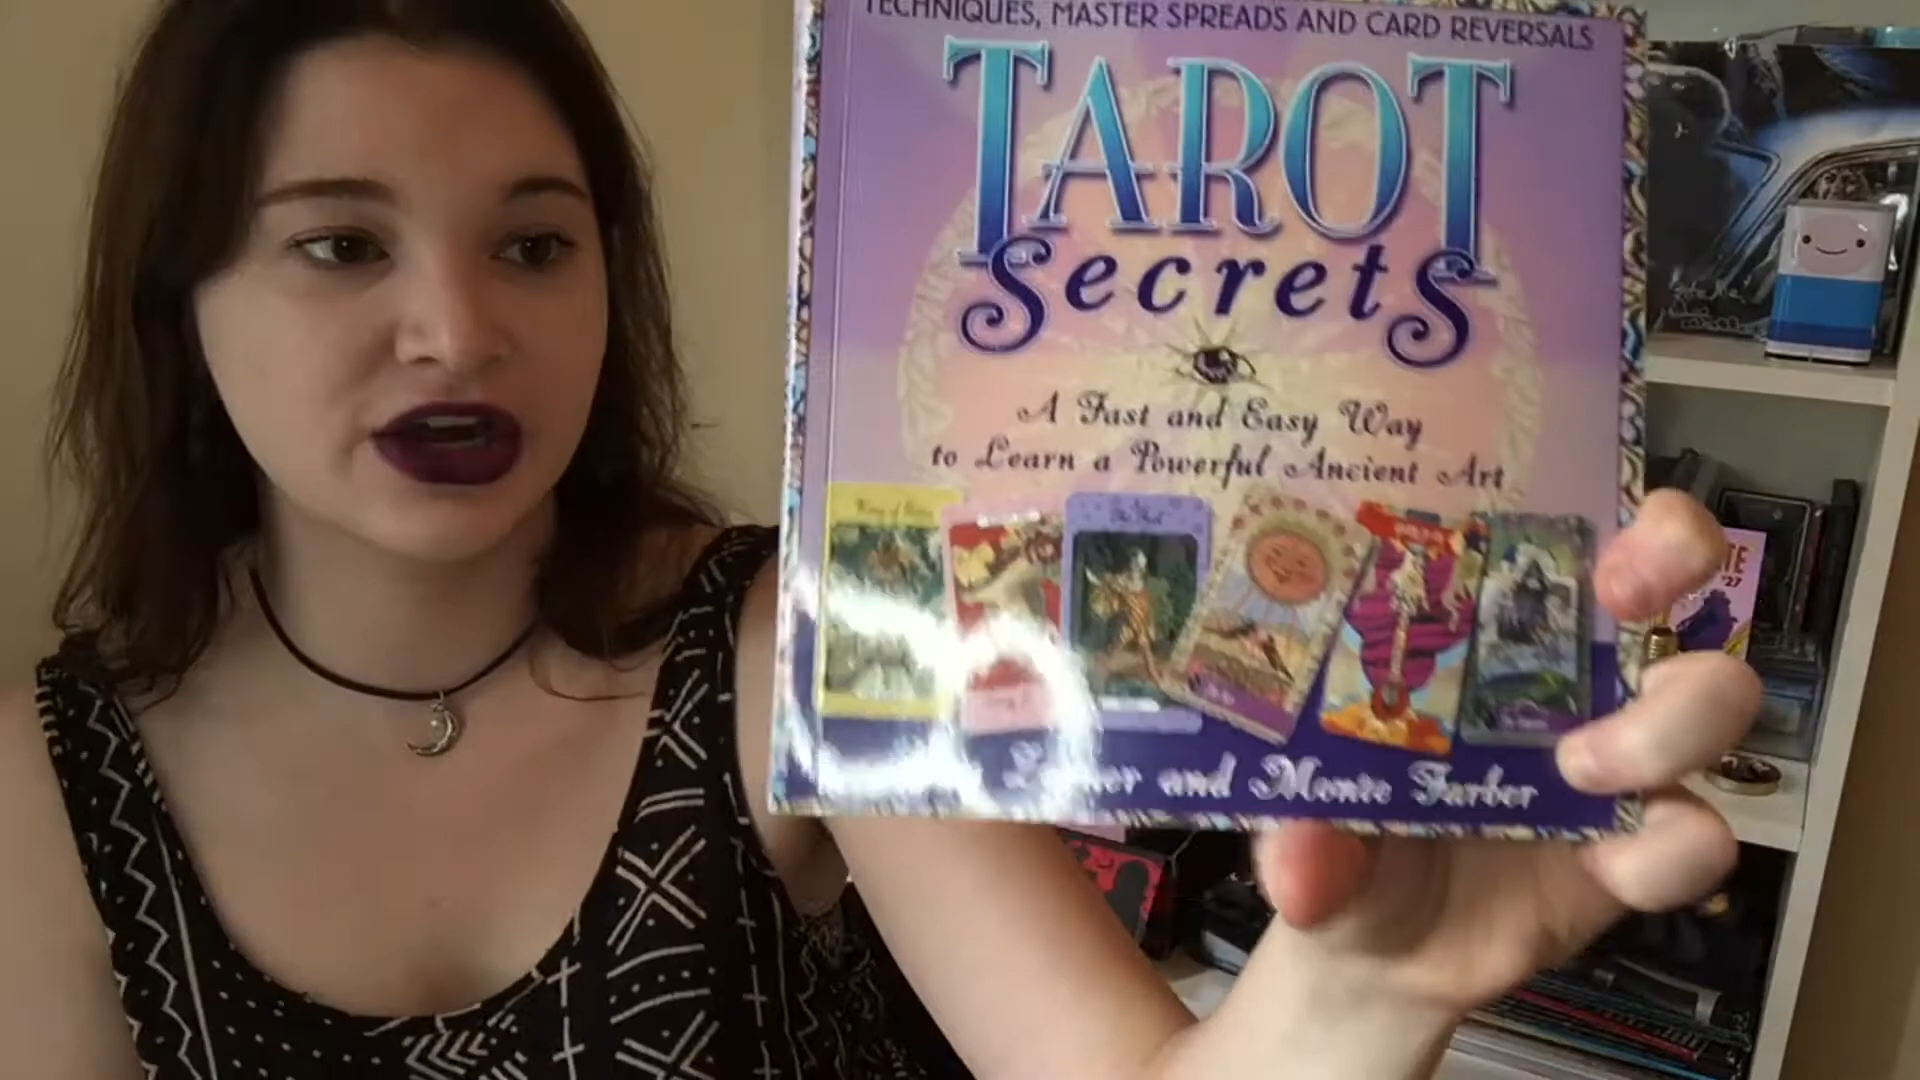 TECHNIQUES, MASTER SPREADS AND CARD REVERSALS
TAROT
Secrets
A Fast and Easy Way
to Learn a Powerful Ancient Art
and Monte Farber